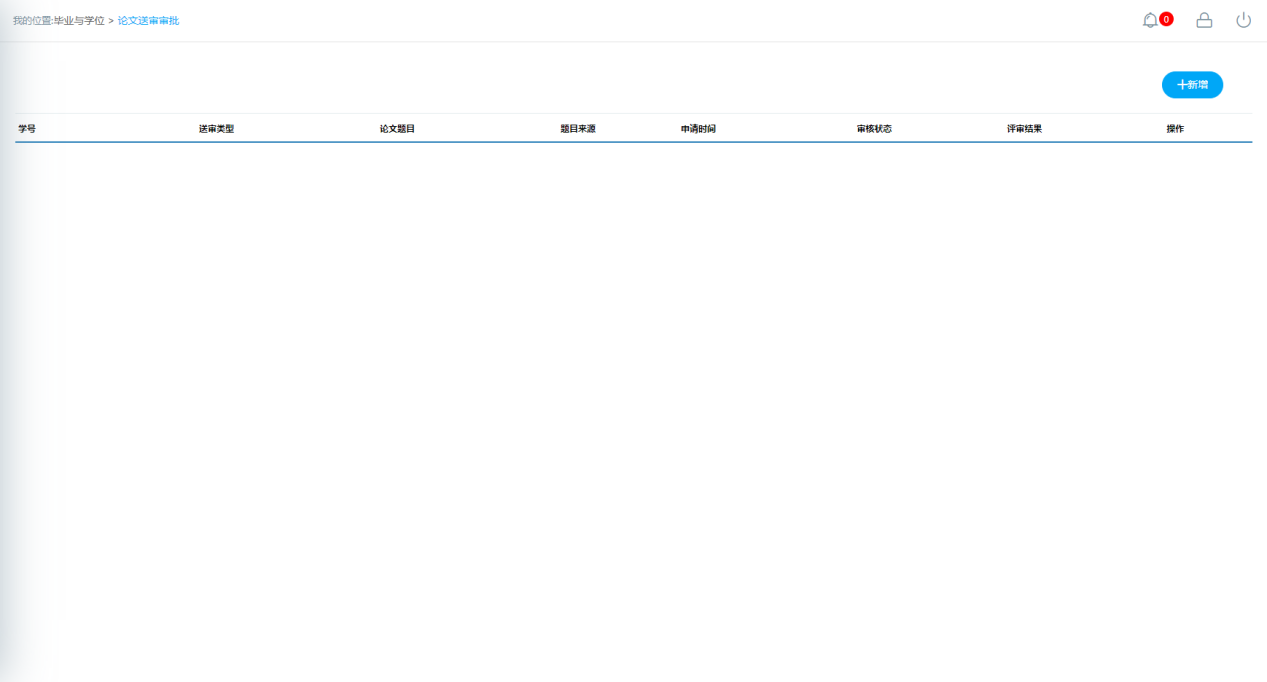 我的位置:毕业与学位 > 论文送审审批
0
新增
学号 送审类型 论文题目 题目来源 申请时间 审核状态 评审结果 操作